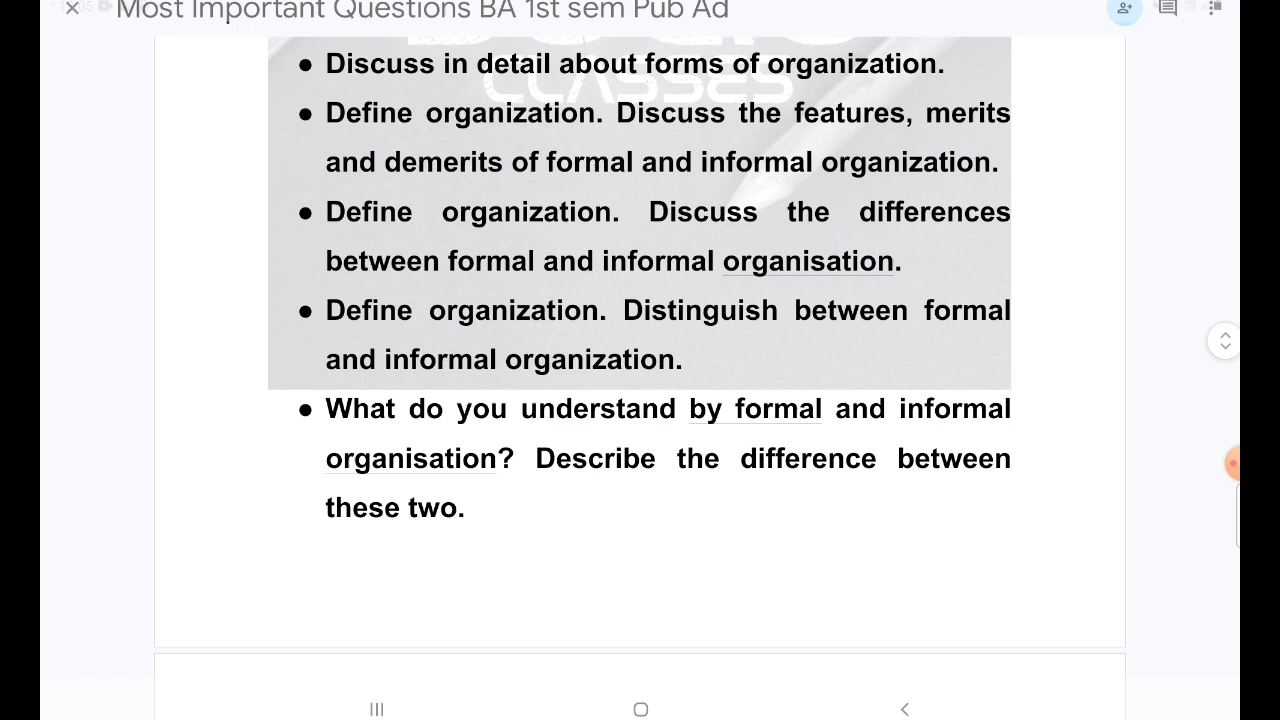 Most Important Questions BA 1st sem Pub Ad
CLASSES
● Discuss in detail about forms of organization.
● Define organization. Discuss the features, merits
and demerits of formal and informal organization.
● Define organization. Discuss the differences
between formal and informal organisation.
● Define organization. Distinguish between formal
and informal organization.
● What do you understand by formal and informal
organisation? Describe the difference between
these two.